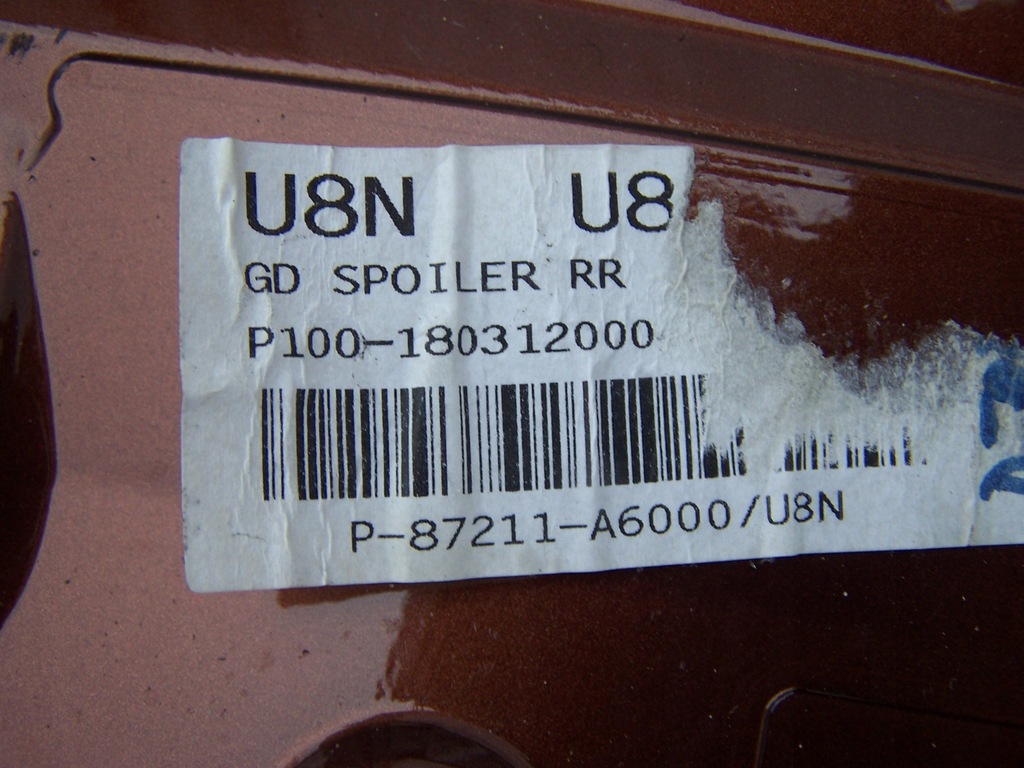 U8N U8
GD SPOILER RR
P100-180312000
P-87211-A6000/U8N